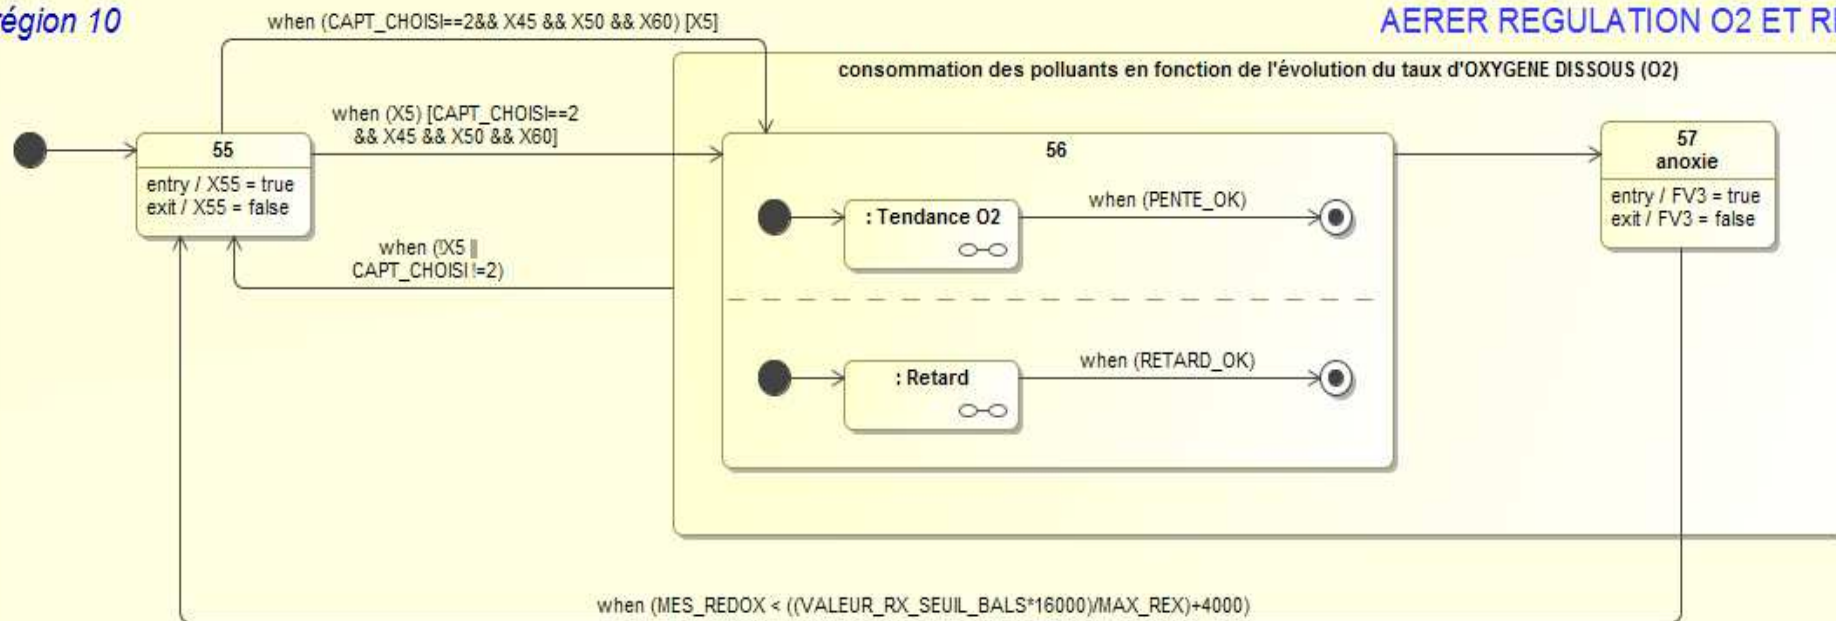 région 10
when (CAPT_CHOISI==2&& X45 && X50 && X60) [X5]
AERER REGULATION O2 ET
consommation des polluants en fonction de l'évolution du taux d'OXYGENE DISSOUS (O2)
when (X5) [CAPT_CHOISI==2
&& X45 && X50 && X60]
55
entry / X55 = true
exit / X55 = false
56
57
anoxie
entry / FV3 = true
exit / FV3 = false
: Tendance O2
when (PENTE_OK)
when (!X5 ||
CAPT_CHOISI !=2)
: Retard
when (RETARD_OK)
when (MES_REDOX < ((VALEUR_RX_SEUIL_BALS*16000)/MAX_REX)+4000)